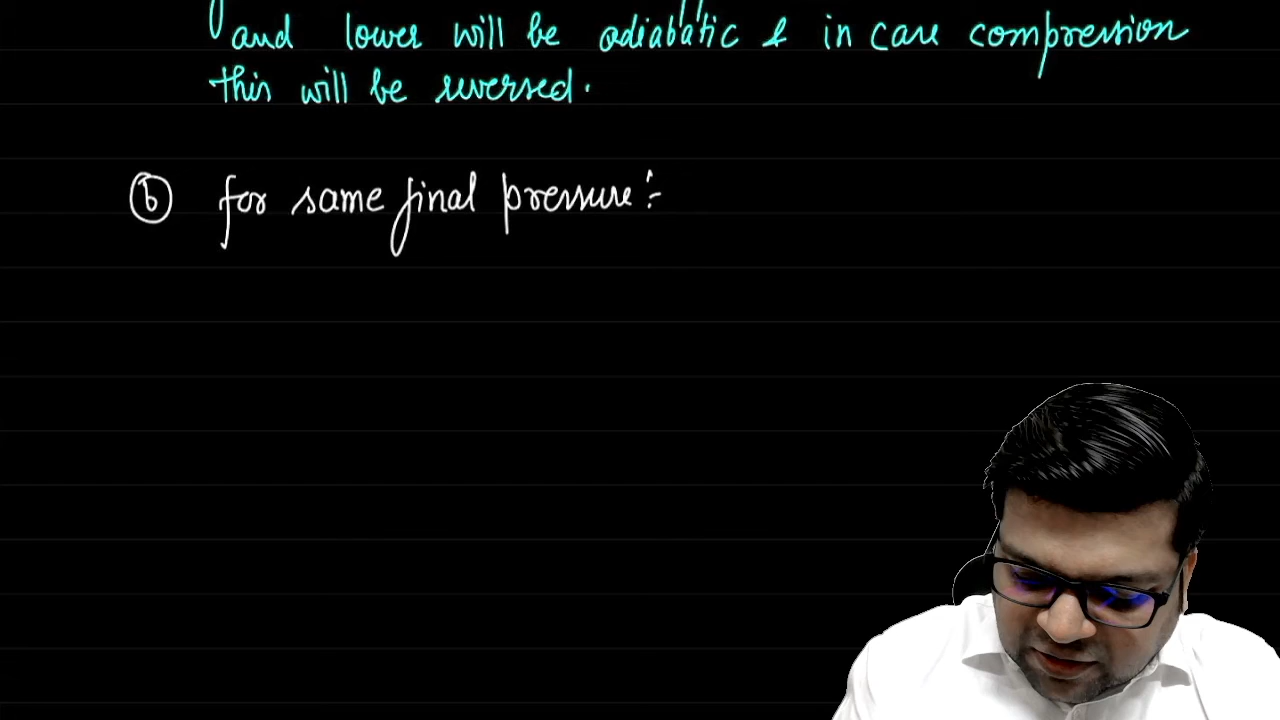 and lower will be adiabatic & in case compression
this will be reversed.
(b) for same final pressure :-